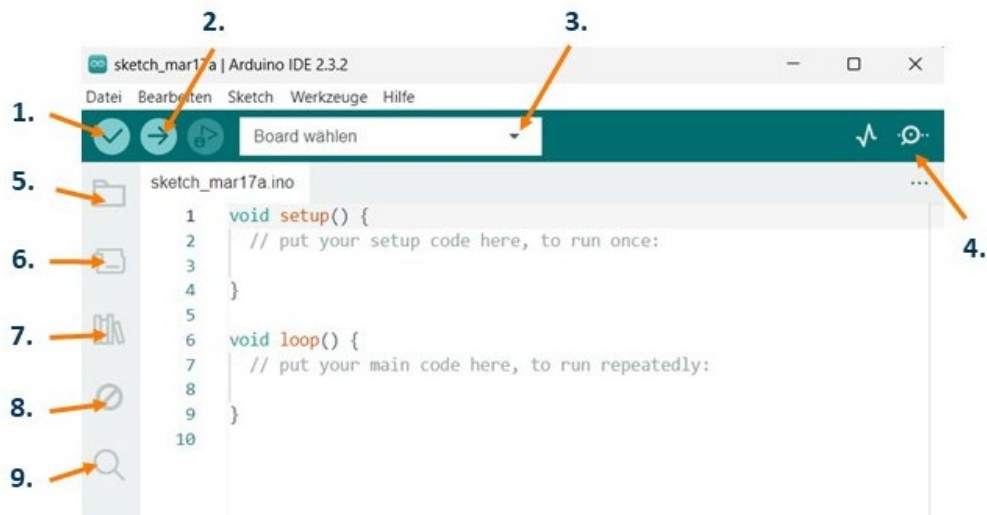 2.
3.
sketch_mar17a | Arduino IDE 2.3.2
Datei Bearbeiten Sketch Werkzeuge Hilfe
1.
Board wählen
5.
sketch_mar17a.ino
...
1 void setup() {
2 // put your setup code here, to run once:
4.
6.
3
4 }
5
7.
6 void loop() {
7 // put your main code here, to run repeatedly:
8
8.
9 }
10
9.